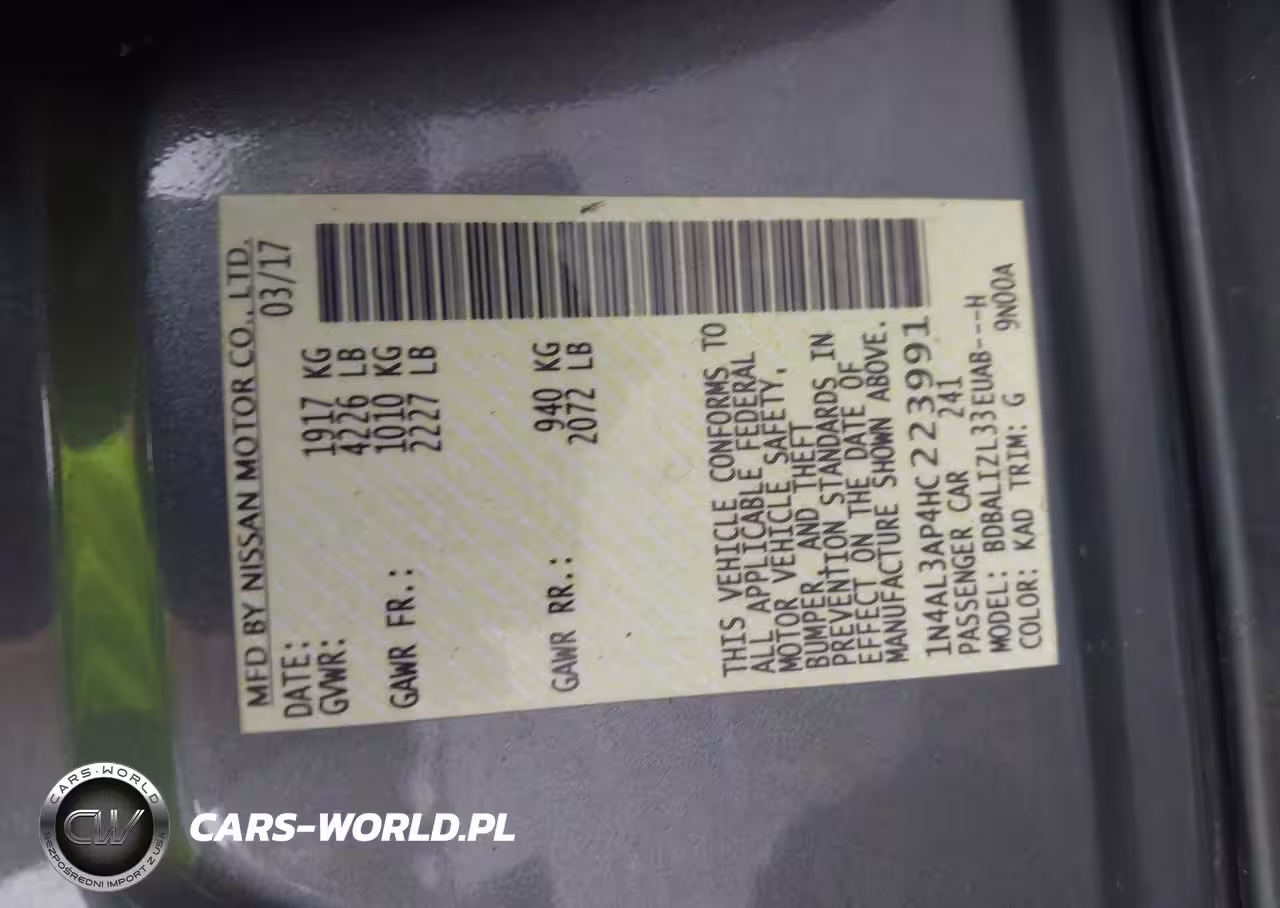 MFD BY NISSAN MOTOR CO., LTD.
DATE: 03/17
GVWR: 1917 KG
4226 LB
GAWR FR.: 1010 KG
2227 LB
GAWR RR.: 940 KG
2072 LB
THIS VEHICLE CONFORMS TO
ALL APPLICABLE FEDERAL
MOTOR VEHICLE SAFETY,
BUMPER, AND THEFT
PREVENTION STANDARDS IN
EFFECT ON THE DATE OF
MANUFACTURE SHOWN ABOVE.
1N4AL3AP4HC223991
PASSENGER CAR 241
MODEL: BDBALIZL33EUAB---H
COLOR: KAD TRIM: G 9N00A
CARS-WORLD
CW
BEZPOŚREDNI IMPORT Z USA
CARS-WORLD.PL